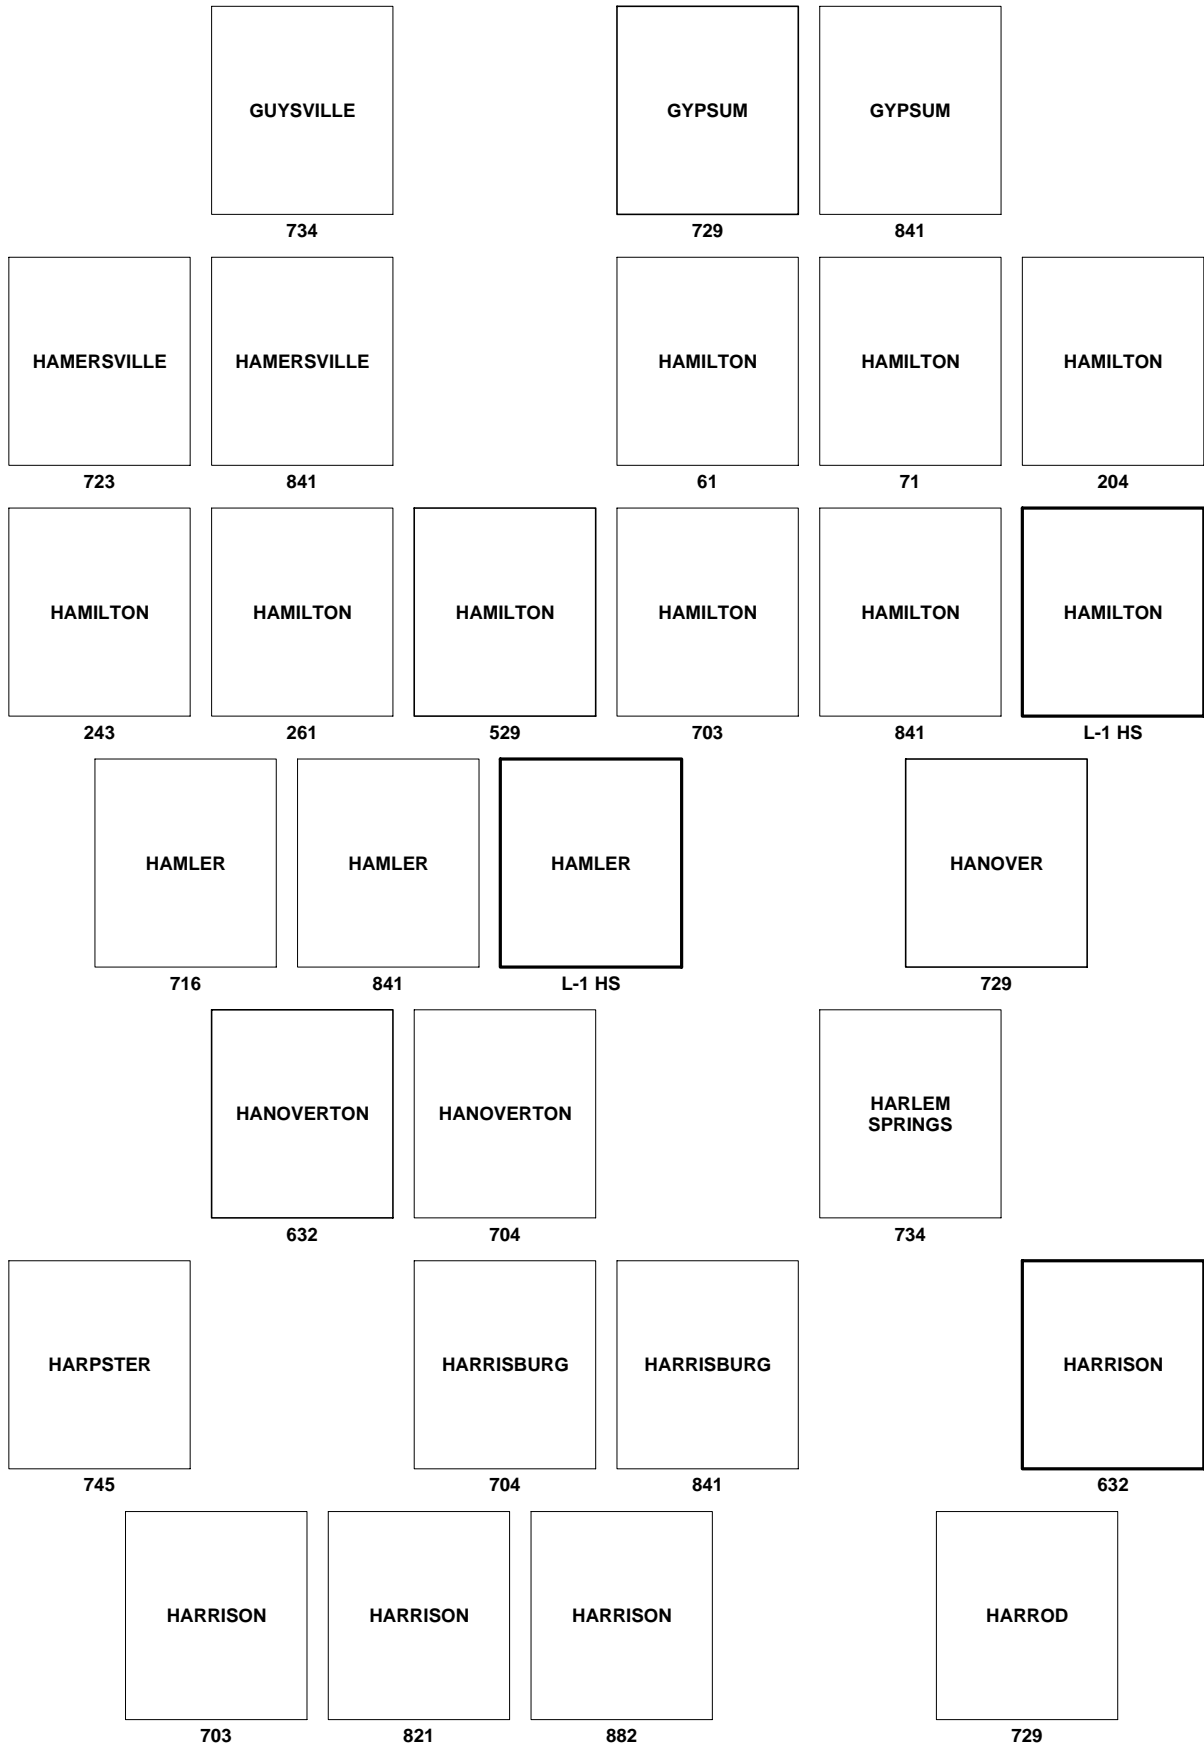 GUYSVILLE
GYPSUM
GYPSUM
734
729
841
HAMERSVILLE
HAMERSVILLE
HAMILTON
HAMILTON
HAMILTON
723
841
61
71
204
HAMILTON
HAMILTON
HAMILTON
HAMILTON
HAMILTON
HAMILTON
243
261
529
703
841
L-1 HS
HAMLER
HAMLER
HAMLER
HANOVER
716
841
L-1 HS
729
HANOVERTON
HANOVERTON
HARLEM
SPRINGS
632
704
734
HARPSTER
HARRISBURG
HARRISBURG
HARRISON
745
704
841
632
HARRISON
HARRISON
HARRISON
HARROD
703
821
882
729